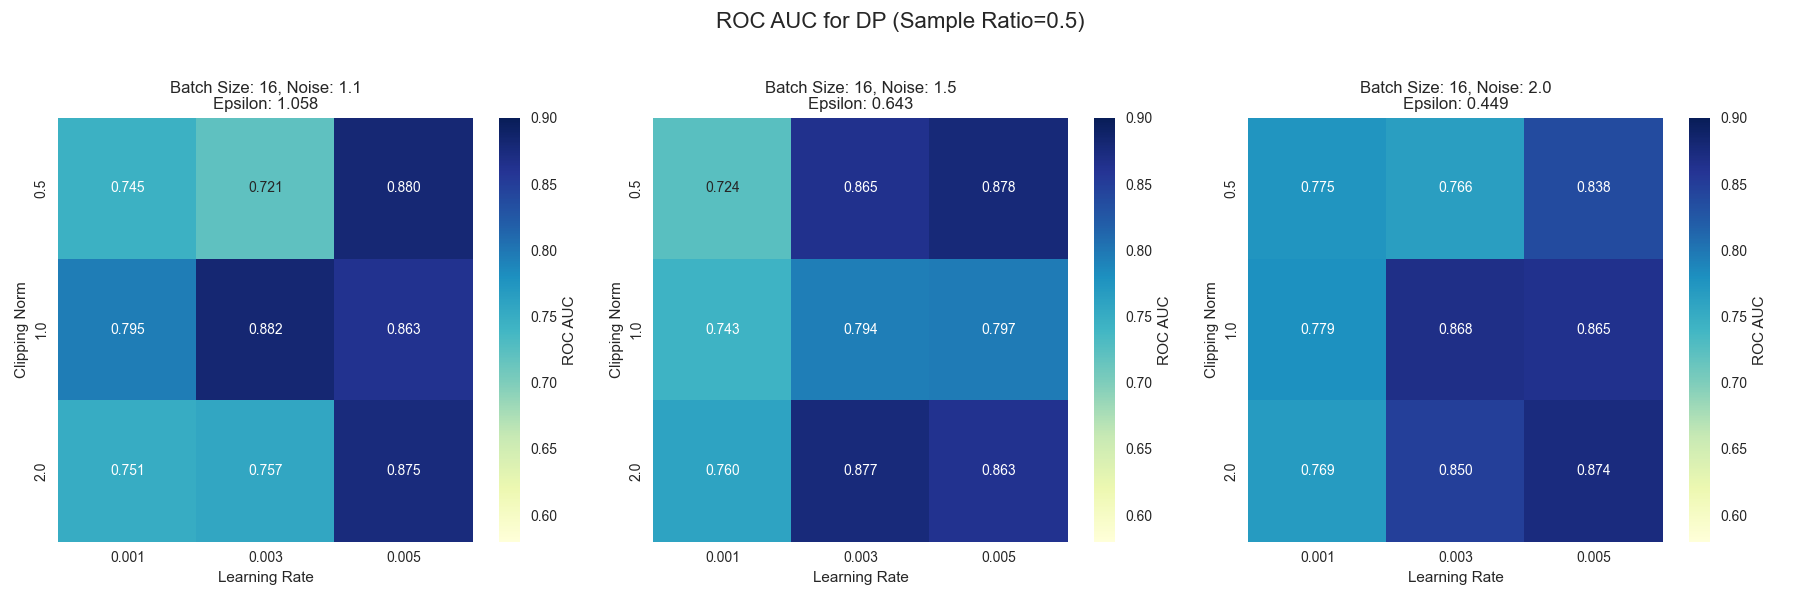 ROC AUC for DP (Sample Ratio=0.5)
Batch Size: 16, Noise: 1.1
Epsilon: 1.058
Clipping Norm
0.5
1.0
2.0
0.745 0.721 0.880
0.795 0.882 0.863
0.751 0.757 0.875
0.001 0.003 0.005
Learning Rate
0.90
0.85
0.80
0.75
0.70
0.65
0.60
ROC AUC
Batch Size: 16, Noise: 1.5
Epsilon: 0.643
Clipping Norm
0.5
1.0
2.0
0.724 0.865 0.878
0.743 0.794 0.797
0.760 0.877 0.863
0.001 0.003 0.005
Learning Rate
0.90
0.85
0.80
0.75
0.70
0.65
0.60
ROC AUC
Batch Size: 16, Noise: 2.0
Epsilon: 0.449
Clipping Norm
0.5
1.0
2.0
0.775 0.766 0.838
0.779 0.868 0.865
0.769 0.850 0.874
0.001 0.003 0.005
Learning Rate
0.90
0.85
0.80
0.75
0.70
0.65
0.60
ROC AUC